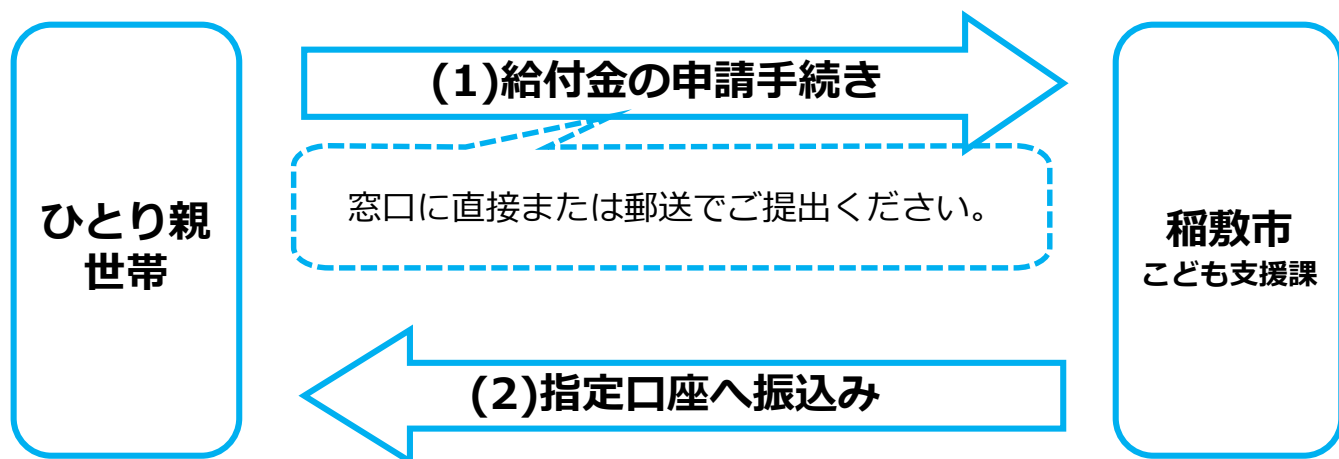 (1)給付金の申請手続き
窓口に直接または郵送でご提出ください。
ひとり親
世帯
稲敷市
こども支援課
(2)指定口座へ振込み